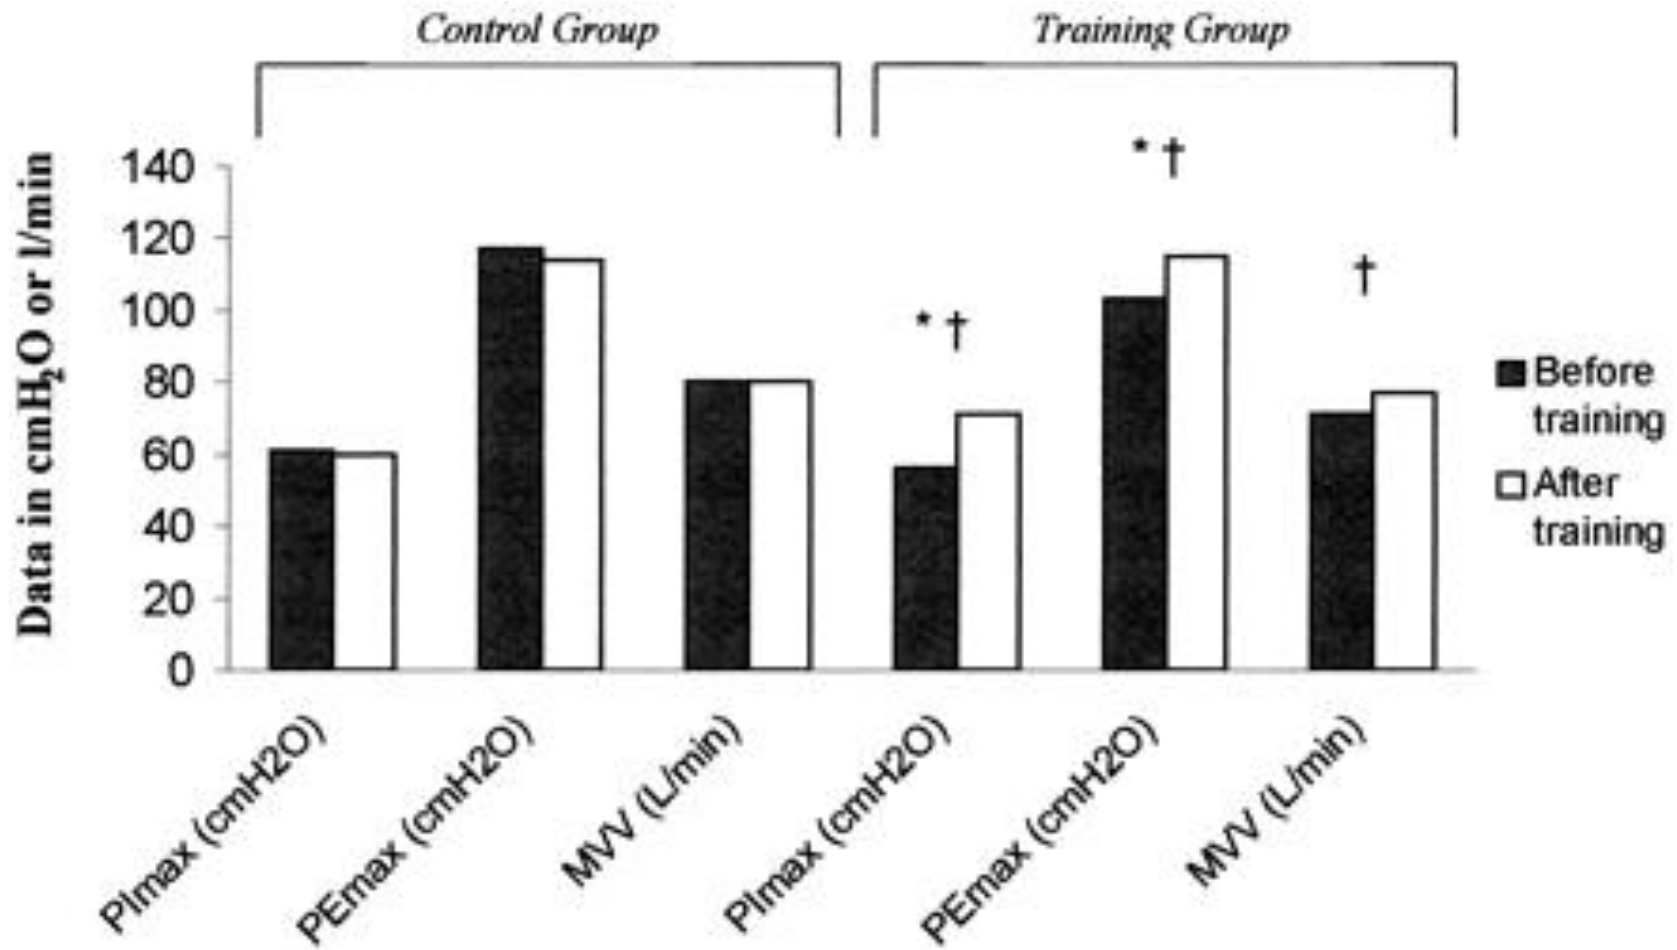 Control Group
Training Group
* †
* †
†
Data in cmH₂O or l/min
140
120
100
80
60
40
20
0
PImax (cmH2O)
PEmax (cmH2O)
MVV (L/min)
PImax (cmH2O)
PEmax (cmH2O)
MVV (L/min)
Before
training
After
training